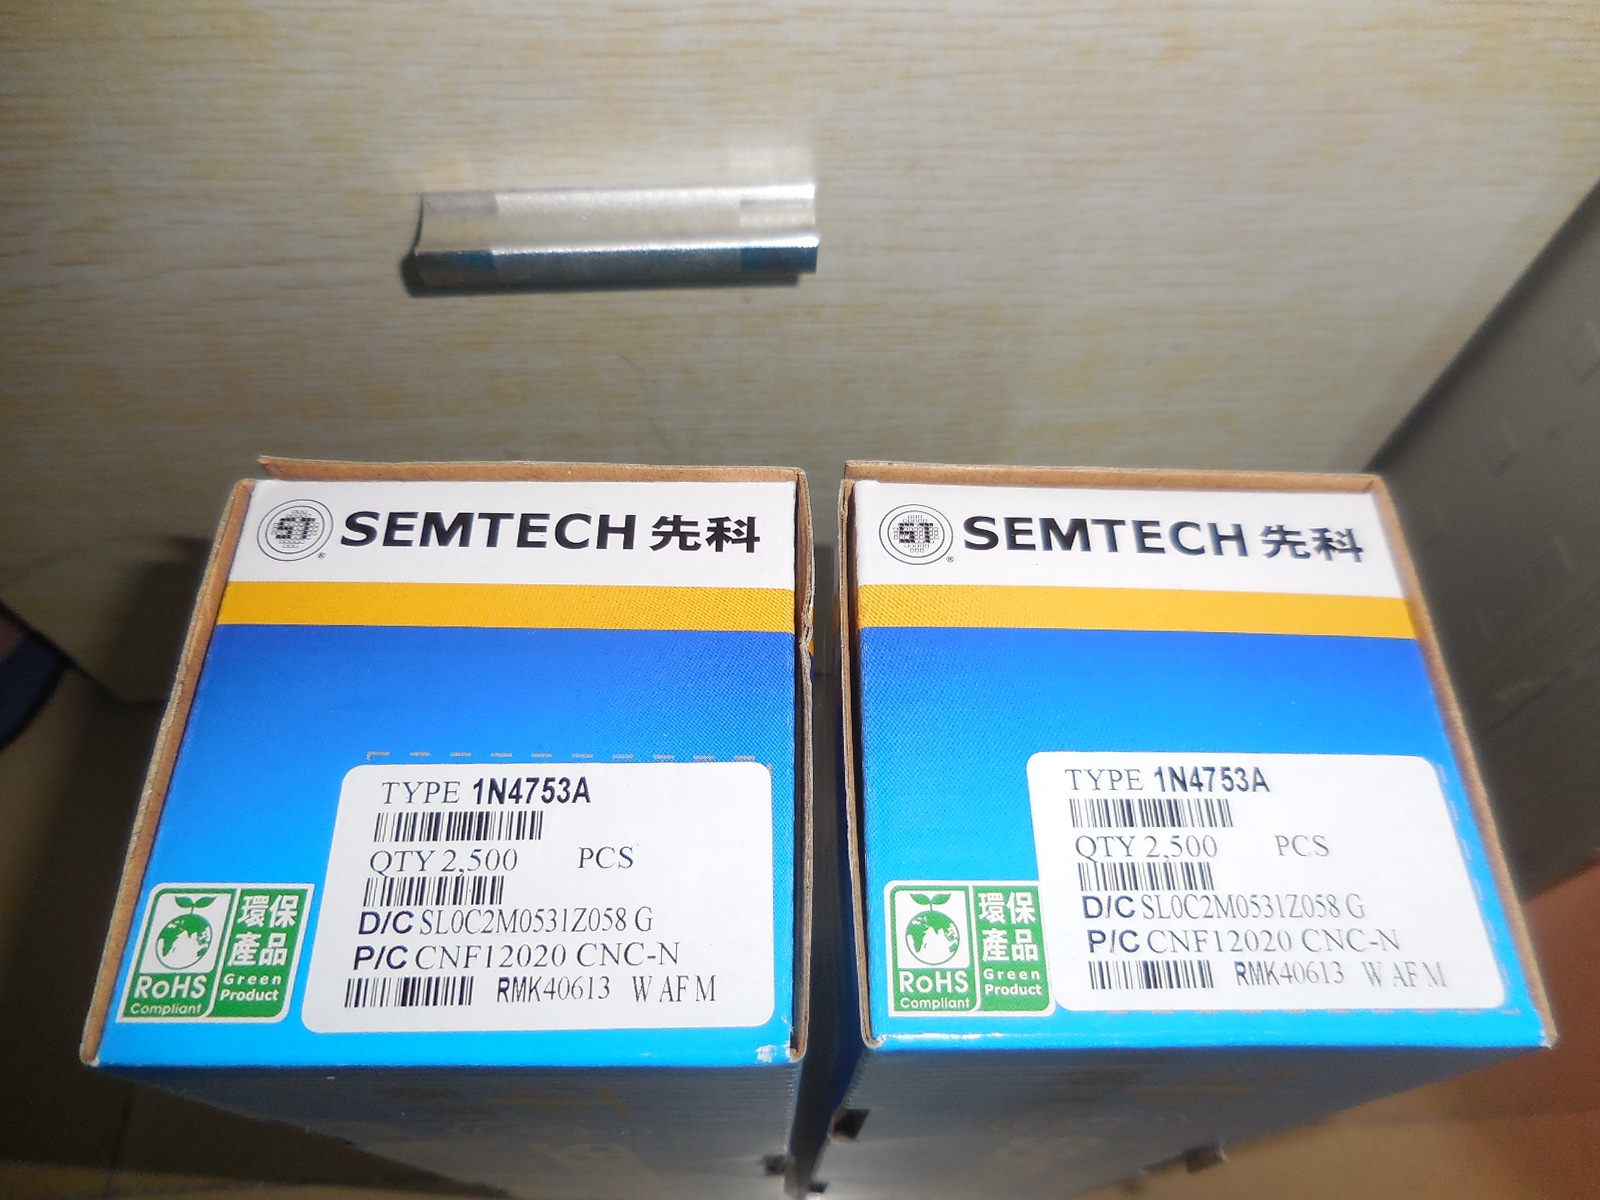 SEMTECH 先科
TYPE 1N4753A
QTY 2,500 PCS
D/C SL0C2M0531Z058 G
P/C CNF12020 CNC-N
RMK40613 W AF M
RoHS
Compliant
環保
產品
Green
Product
SEMTECH 先科
TYPE 1N4753A
QTY 2,500 PCS
D/C SL0C2M0531Z058 G
P/C CNF12020 CNC-N
RMK40613 W AF M
RoHS
Compliant
環保
產品
Green
Product